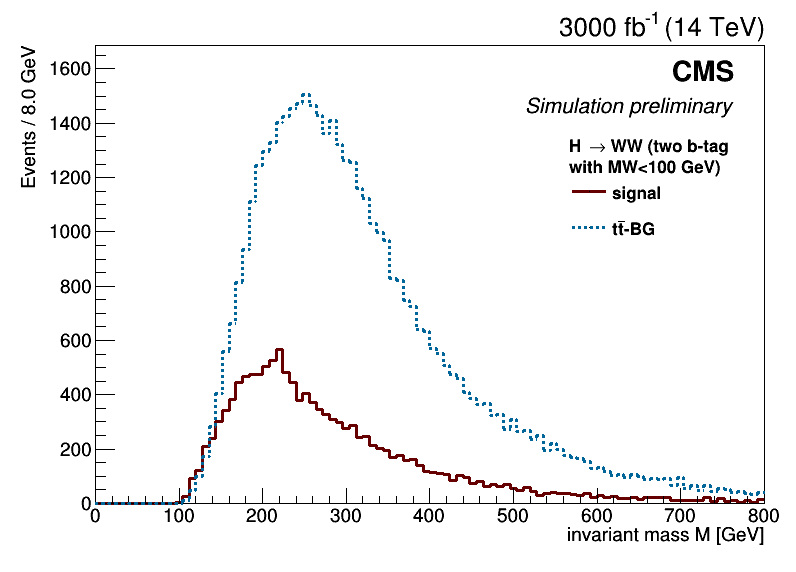 3000 fb-1 (14 TeV)
Events / 8.0 GeV
1600
1400
1200
1000
800
600
400
200
0
CMS
Simulation preliminary
H → WW (two b-tag
with MW<100 GeV)
signal
tt̄-BG
0 100 200 300 400 500 600 700 800
invariant mass M [GeV]